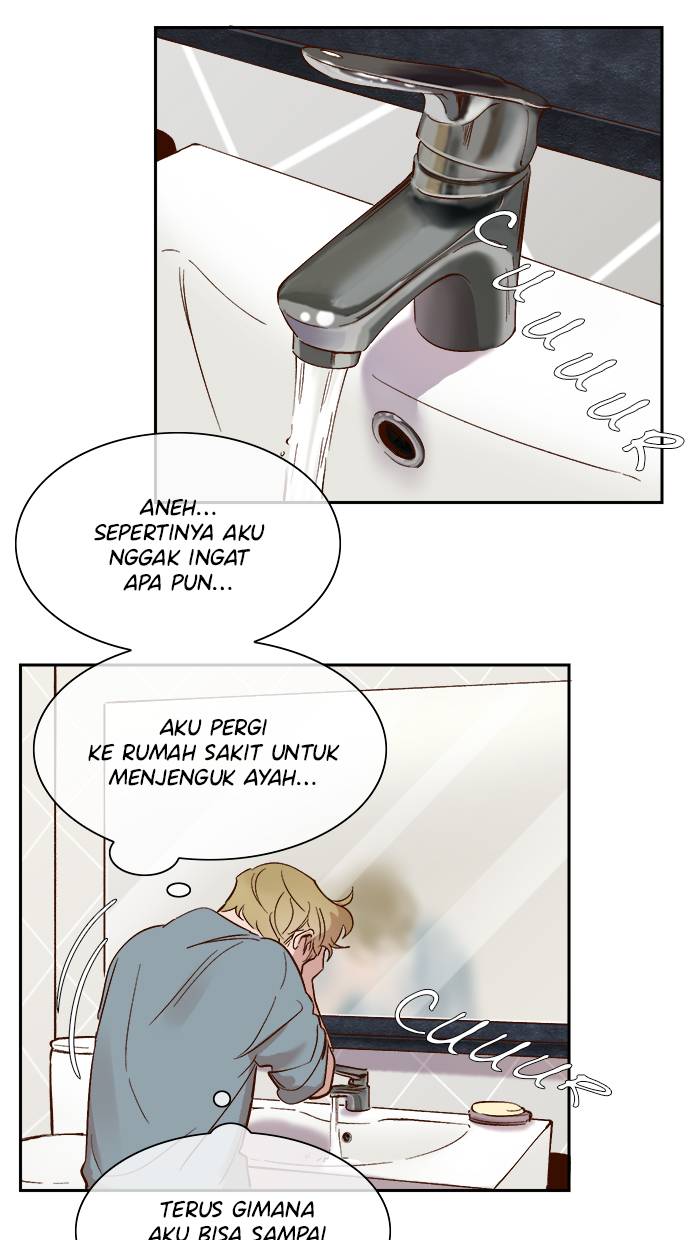 CUUUUR
ANEH...
SEPERTINYA AKU
NGGAK INGAT
APA PUN...
AKU PERGI
KE RUMAH SAKIT UNTUK
MENJENGUK AYAH...
CUUUR
TERUS GIMANA
AKU BISA SAMPAI